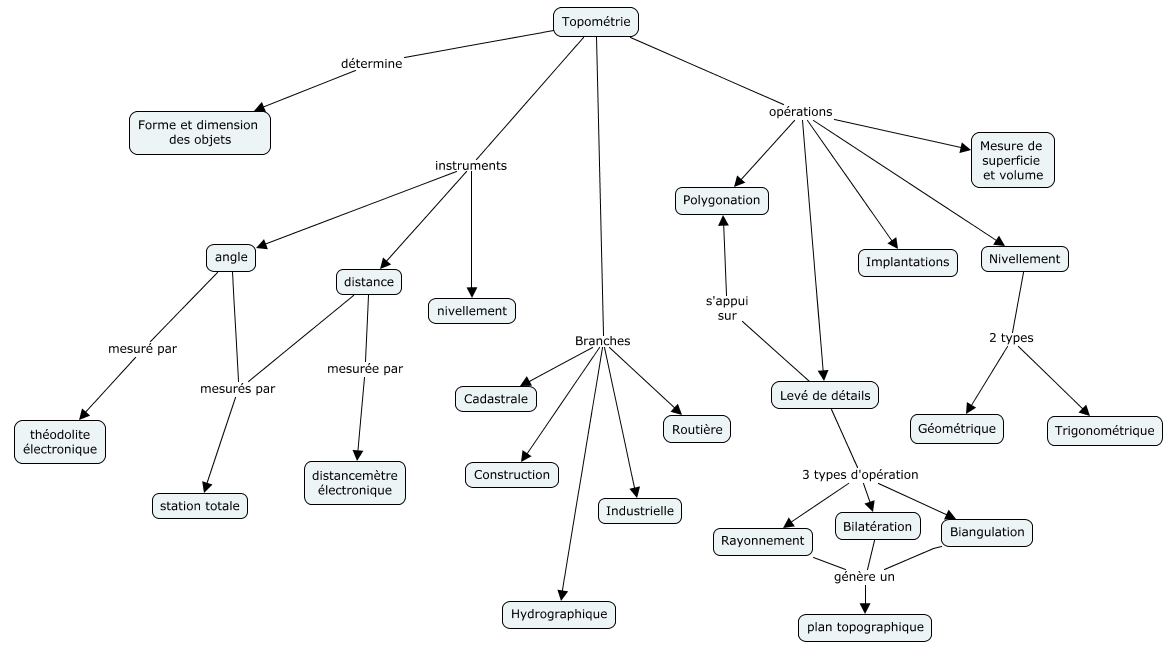 Topométrie
détermine
Forme et dimension
des objets
opérations
Mesure de
superficie
et volume
instruments
Polygonation
angle
distance
nivellement
Implantations
Nivellement
s'appui
sur
Branches
2 types
mesuré par
mesurés par
mesurée par
Cadastrale
Levé de détails
Routière
Géométrique
Trigonométrique
théodolite
électronique
Construction
distancemètre
électronique
3 types d'opération
station totale
Industrielle
Rayonnement
Bilatération
Biangulation
génère un
Hydrographique
plan topographique